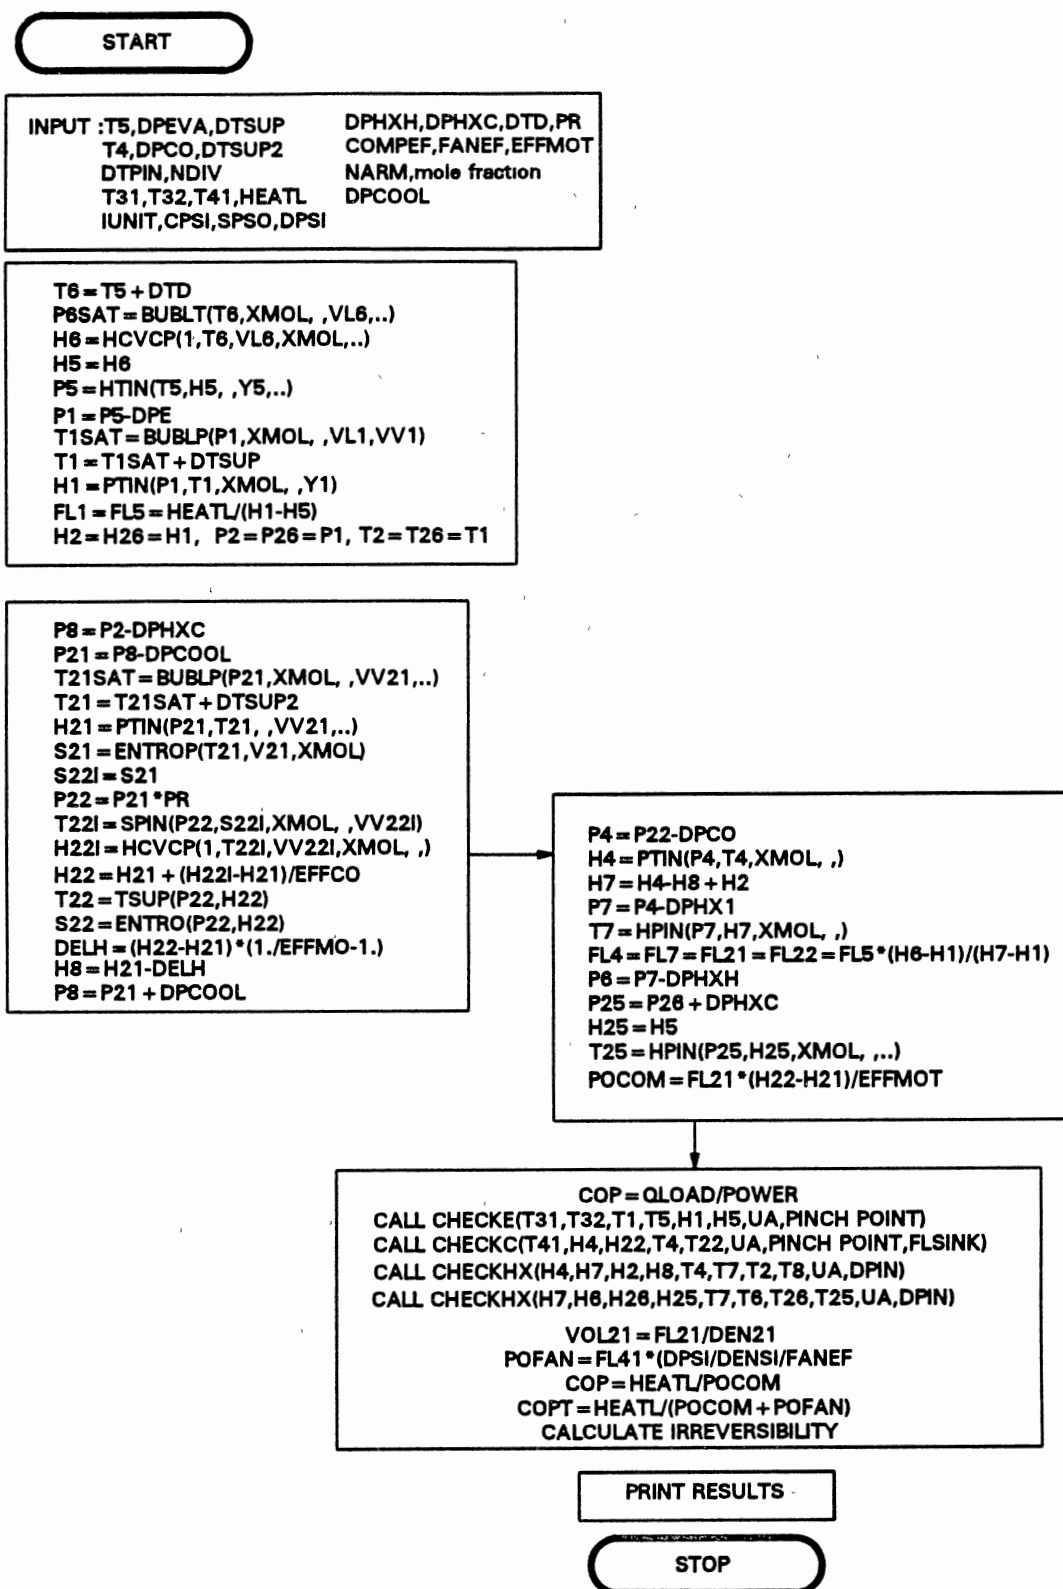 START
INPUT :T5,DPEVA,DTSUP DPHXH,DPHXC,DTD,PR
T4,DPCO,DTSUP2 COMPEF,FANEF,EFFMOT
DTPIN,NDIV NARM,mole fraction
T31,T32,T41,HEATL DPCOOL
IUNIT,CPSI,SPSO,DPSI
T6=T5+DTD
P6SAT=BUBLT(T6,XMOL, ,VL6,..)
H6=HCVCP(1,T6,VL6,XMOL,..)
H5=H6
P5=HTIN(T5,H5, ,Y5,..)
P1=P5-DPE
T1SAT=BUBLP(P1,XMOL, ,VL1,VV1)
T1=T1SAT+DTSUP
H1=PTIN(P1,T1,XMOL, ,Y1)
FL1=FL5=HEATL/(H1-H5)
H2=H26=H1, P2=P26=P1, T2=T26=T1
P8=P2-DPHXC
P21=P8-DPCOOL
T21SAT=BUBLP(P21,XMOL, ,VV21,..)
T21=T21SAT+DTSUP2
H21=PTIN(P21,T21, ,VV21,..)
S21=ENTROP(T21,V21,XMOL)
S22I=S21
P22=P21*PR
T22I=SPIN(P22,S22I,XMOL, ,VV22I)
H22I=HCVCP(1,T22I,VV22I,XMOL, ,)
H22=H21+(H22I-H21)/EFFCO
T22=TSUP(P22,H22)
S22=ENTRO(P22,H22)
DELH=(H22-H21)*(1./EFFMO-1.)
H8=H21-DELH
P8=P21+DPCOOL
P4=P22-DPCO
H4=PTIN(P4,T4,XMOL, ,)
H7=H4-H8+H2
P7=P4-DPHX1
T7=HPIN(P7,H7,XMOL, ,)
FL4=FL7=FL21=FL22=FL5*(H6-H1)/(H7-H1)
P6=P7-DPHXH
P25=P26+DPHXC
H25=H5
T25=HPIN(P25,H25,XMOL, ,..)
POCOM=FL21*(H22-H21)/EFFMOT
COP=QLOAD/POWER
CALL CHECKE(T31,T32,T1,T5,H1,H5,UA,PINCH POINT)
CALL CHECKC(T41,H4,H22,T4,T22,UA,PINCH POINT,FLSINK)
CALL CHECKHX(H4,H7,H2,H8,T4,T7,T2,T8,UA,DPIN)
CALL CHECKHX(H7,H6,H26,H25,T7,T6,T26,T25,UA,DPIN)
VOL21=FL21/DEN21
POFAN=FL41*(DPSI/DENSI/FANEF
COP=HEATL/POCOM
COPT=HEATL/(POCOM+POFAN)
CALCULATE IRREVERSIBILITY
PRINT RESULTS
STOP